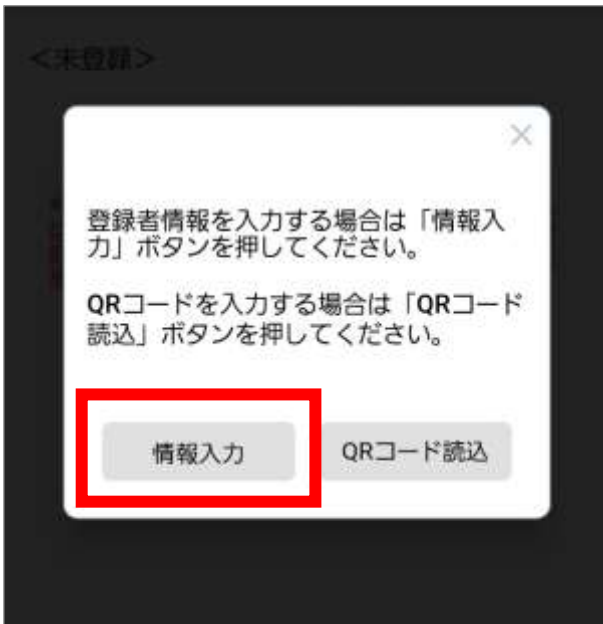 ＜未登録＞
登録者情報を入力する場合は「情報入
力」ボタンを押してください。
QRコードを入力する場合は「QRコード
読込」ボタンを押してください。
情報入力
QRコード読込